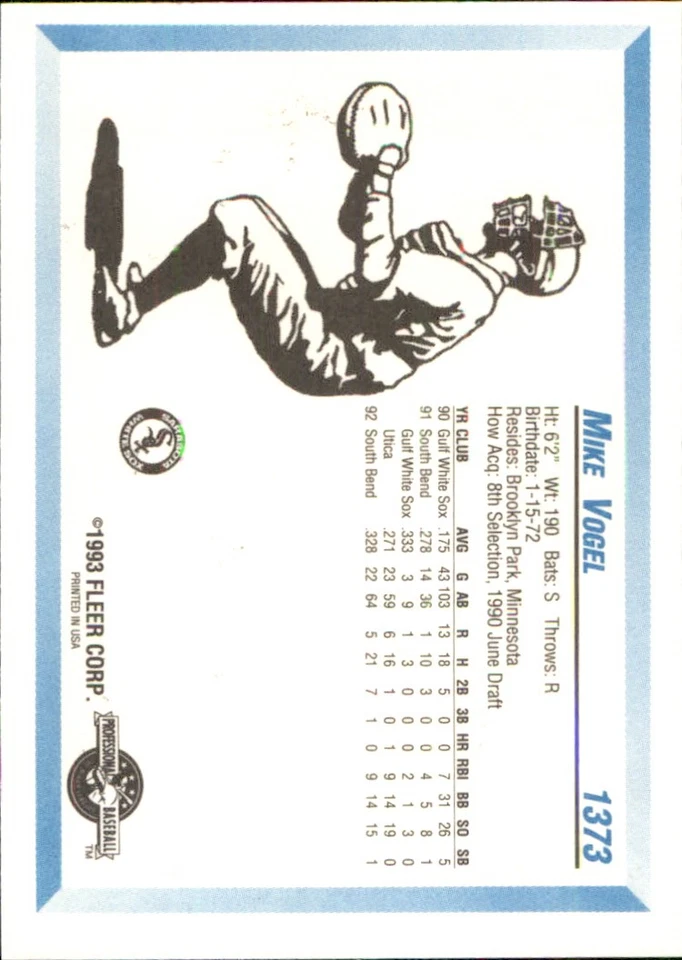 MIKE VOGEL 1373
Ht: 6'2" Wt: 190 Bats: S Throws: R
Birthdate: 1-15-72
Resides: Brooklyn Park, Minnesota
How Acq: 8th Selection, 1990 June Draft
YR CLUB AVG G AB R H 2B 3B HR RBI BB SO SB
90 Gulf White Sox .175 43 103 13 18 5 0 0 7 31 26 5
91 South Bend .278 14 36 1 10 3 0 0 4 5 8 1
Gulf White Sox .333 3 9 1 3 0 0 0 2 1 3 0
Utica .271 23 59 6 16 1 0 1 9 14 19 0
92 South Bend .328 22 64 5 21 7 1 0 9 14 15 1
SARASOTA
WHITE SOX
©1993 FLEER CORP.
PRINTED IN USA
PROFESSIONAL
BASEBALL
TM